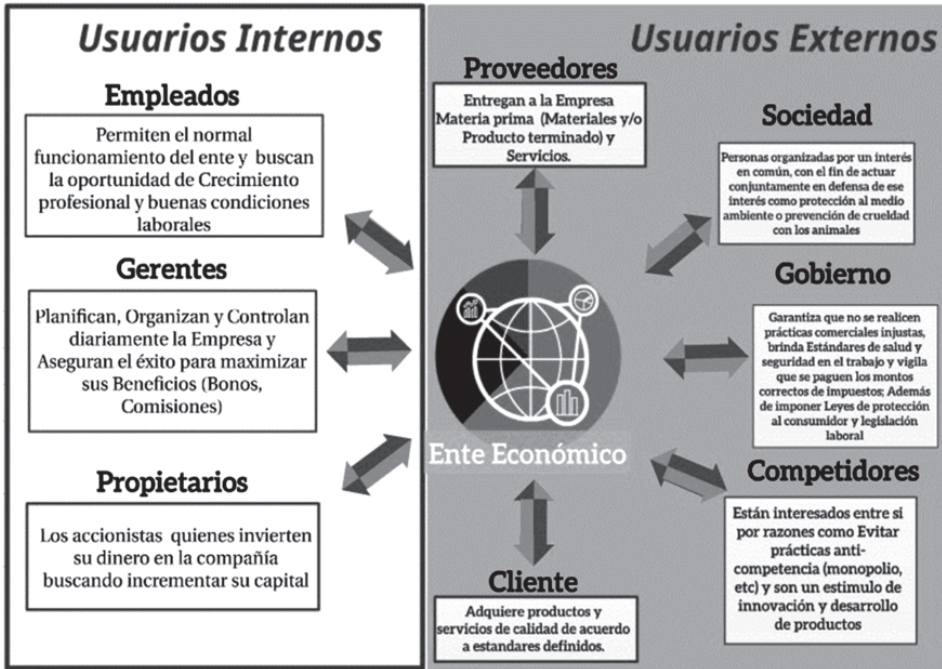 Usuarios Internos
Empleados
Permiten el normal
funcionamiento del ente y buscan
la oportunidad de Crecimiento
profesional y buenas condiciones
laborales
Gerentes
Planifican, Organizan y Controlan
diariamente la Empresa y
Aseguran el éxito para maximizar
sus Beneficios (Bonos,
Comisiones)
Propietarios
Los accionistas quienes invierten
su dinero en la compañía
buscando incrementar su capital
Usuarios Externos
Proveedores
Entregan a la Empresa
Materia prima (Materiales y/o
Producto terminado) y
Servicios.
Ente Económico
Cliente
Adquiere productos y
servicios de calidad de acuerdo
a estandares definidos.
Sociedad
Personas organizadas por un interés
en común, con el fin de actuar
conjuntamente en defensa de ese
interés como protección al medio
ambiente o prevención de crueldad
con los animales
Gobierno
Garantiza que no se realicen
prácticas comerciales injustas,
brinda Estándares de salud y
seguridad en el trabajo y vigila
que se paguen los montos
correctos de impuestos; Además
de imponer Leyes de protección
al consumidor y legislación
laboral
Competidores
Están interesados entre si
por razones como Evitar
prácticas anti-
competencia (monopolio,
etc) y son un estimulo de
innovación y desarrollo
de productos